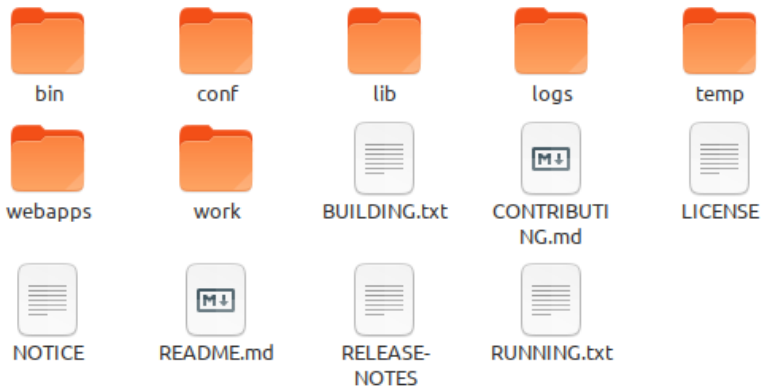 bin conf lib logs temp
webapps work BUILDING.txt CONTRIBUTI LICENSE
NG.md
NOTICE README.md RELEASE- RUNNING.txt
NOTES